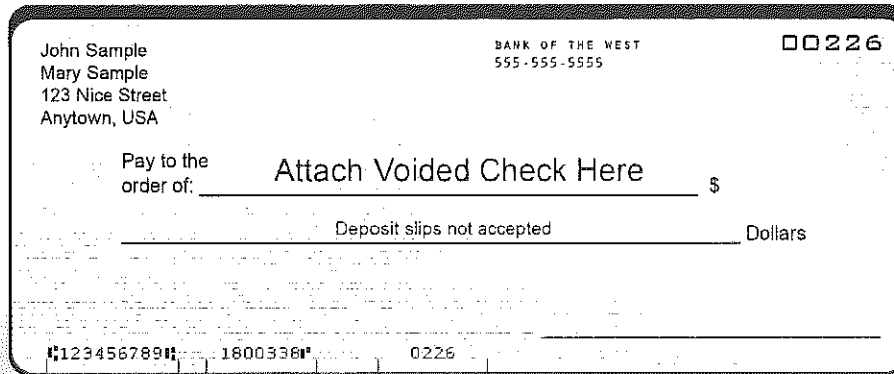 John Sample
Mary Sample
123 Nice Street
Anytown, USA
BANK OF THE WEST
555-555-5555
00226
Pay to the
order of: Attach Voided Check Here $
Deposit slips not accepted Dollars
⑆123456789⑆ 1800338⑈ 0226